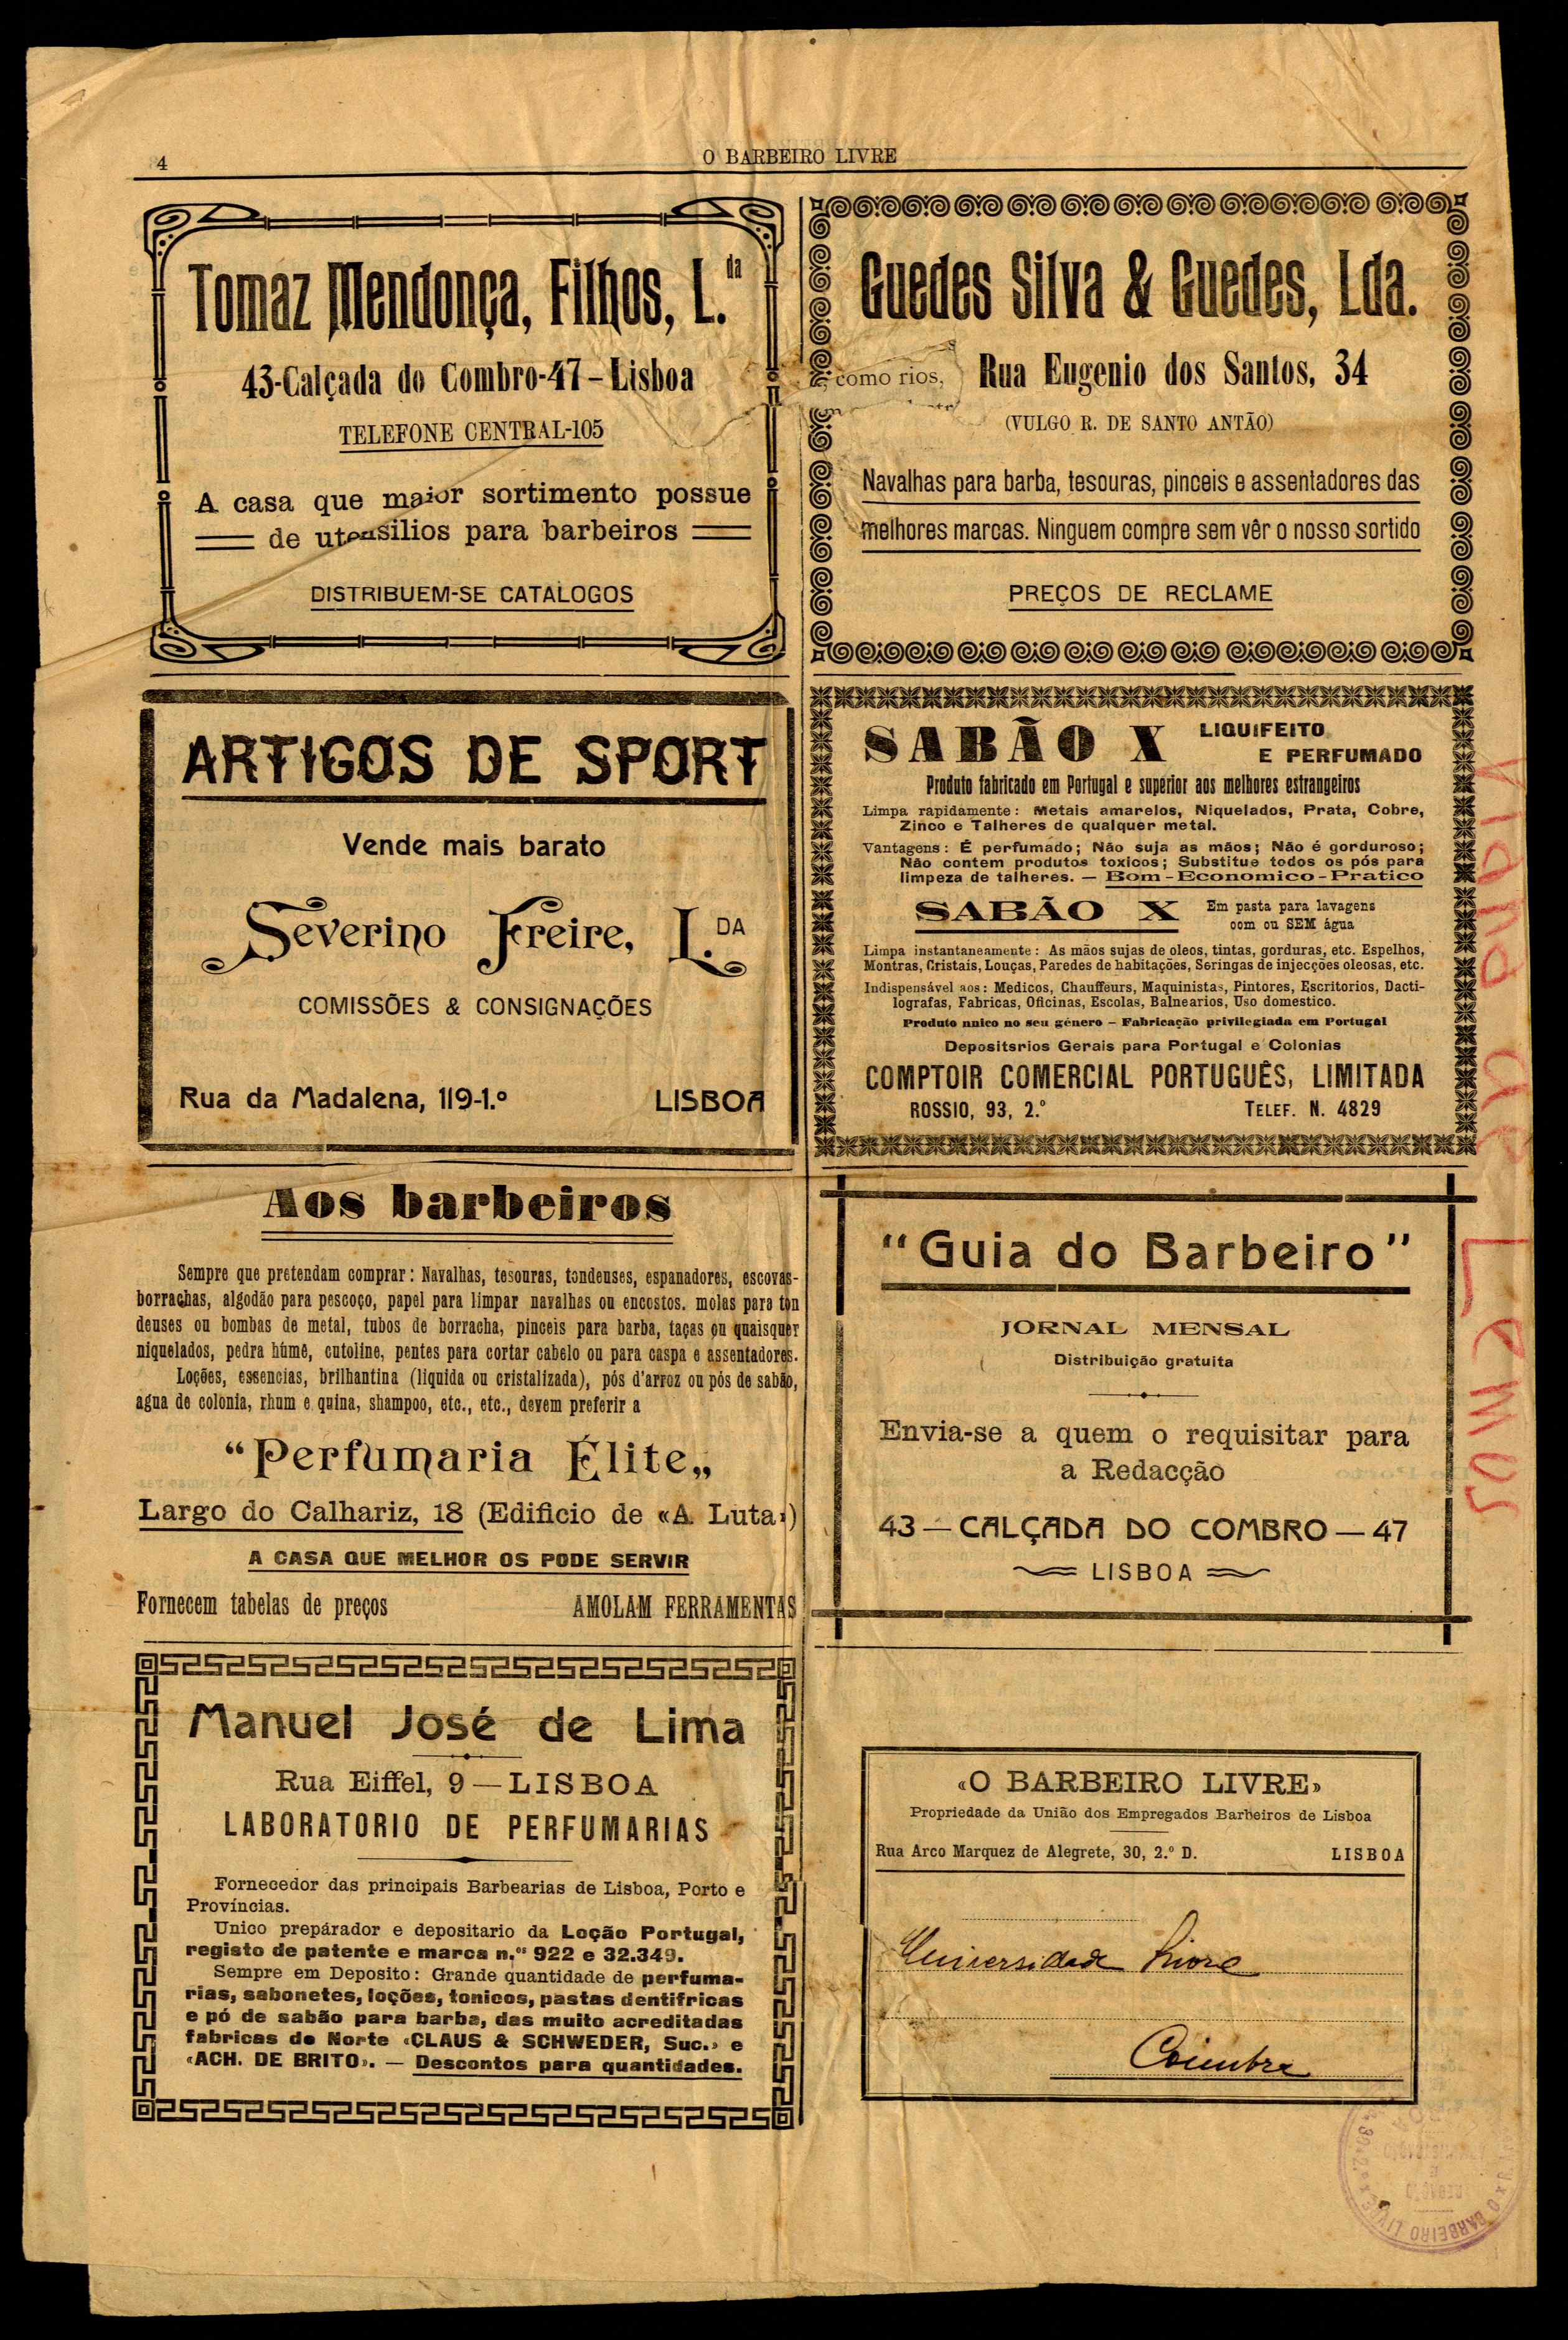 4
O BARBEIRO LIVRE
Tomaz Mendonça, Filhos, L.da
43-Calçada do Combro-47-Lisboa
TELEFONE CENTRAL-105
A casa que maior sortimento possue
de utensilios para barbeiros
DISTRIBUEM-SE CATALOGOS
Guedes Silva & Guedes, Lda.
como rios,
Rua Eugenio dos Santos, 34
(VULGO R. DE SANTO ANTÃO)
Navalhas para barba, tesouras, pinceis e assentadores das
melhores marcas. Ninguem compre sem vêr o nosso sortido
PREÇOS DE RECLAME
ARTIGOS DE SPORT
Vende mais barato
Severino Freire, L.DA
COMISSÕES & CONSIGNAÇÕES
Rua da Madalena, 119-1.º LISBOA
SABÃO X LIQUIFEITO
E PERFUMADO
Produto fabricado em Portugal e superior aos melhores estrangeiros
Limpa rapidamente: Metais amarelos, Niquelados, Prata, Cobre,
Zinco e Talheres de qualquer metal.
Vantagens: É perfumado; Não suja as mãos; Não é gorduroso;
Não contem produtos toxicos; Substitue todos os pós para
limpeza de talheres. — Bom-Economico-Pratico
SABÃO X Em pasta para lavagens
com ou SEM água
Limpa instantaneamente: As mãos sujas de oleos, tintas, gorduras, etc. Espelhos,
Montras, Cristais, Louças, Paredes de habitações, Seringas de injecções oleosas, etc.
Indispensável aos: Medicos, Chauffeurs, Maquinistas, Pintores, Escritorios, Dacti-
lografas, Fabricas, Oficinas, Escolas, Balnearios, Uso domestico.
Produto unico no seu género - Fabricação privilegiada em Portugal
Depositsrios Gerais para Portugal e Colonias
COMPTOIR COMERCIAL PORTUGUÊS, LIMITADA
ROSSIO, 93, 2.º TELEF. N. 4829
Aos barbeiros
Sempre que pretendam comprar: Navalhas, tesouras, tondenses, espanadores, escovas-
borrachas, algodão para pescoço, papel para limpar navalhas ou encostos. molas para ton
denses ou bombas de metal, tubos de borracha, pinceis para barba, taças ou quaisquer
niquelados, pedra húme, cutoline, pentes para cortar cabelo ou para caspa e assentadores.
Loções, essencias, brilhantina (liquida ou cristalizada), pós d'arroz ou pós de sabão,
agua de colonia, rhum e quina, shampoo, etc., etc., devem preferir a
“Perfumaria Élite„
Largo do Calhariz, 18 (Edificio de «A Luta»)
A CASA QUE MELHOR OS PODE SERVIR
Fornecem tabelas de preços AMOLAM FERRAMENTAS
“Guia do Barbeiro”
JORNAL MENSAL
Distribuição gratuita
Envia-se a quem o requisitar para
a Redacção
43 — CALÇADA DO COMBRO — 47
LISBOA
Manuel José de Lima
Rua Eiffel, 9 — LISBOA
LABORATORIO DE PERFUMARIAS
Fornecedor das principais Barbearias de Lisboa, Porto e
Províncias.
Unico prepárador e depositario da Loção Portugal,
registo de patente e marca n.os 922 e 32.349.
Sempre em Deposito: Grande quantidade de perfuma-
rias, sabonetes, loções, tonicos, pastas dentifricas
e pó de sabão para barba, das muito acreditadas
fabricas do Norte «CLAUS & SCHWEDER, Suc.» e
«ACH. DE BRITO». — Descontos para quantidades.
«O BARBEIRO LIVRE»
Propriedade da União dos Empregados Barbeiros de Lisboa
Rua Arco Marquez de Alegrete, 30, 2.º D. LISBOA
Universidade Livre
Coimbra
Lemos
O BARBEIRO LIVRE